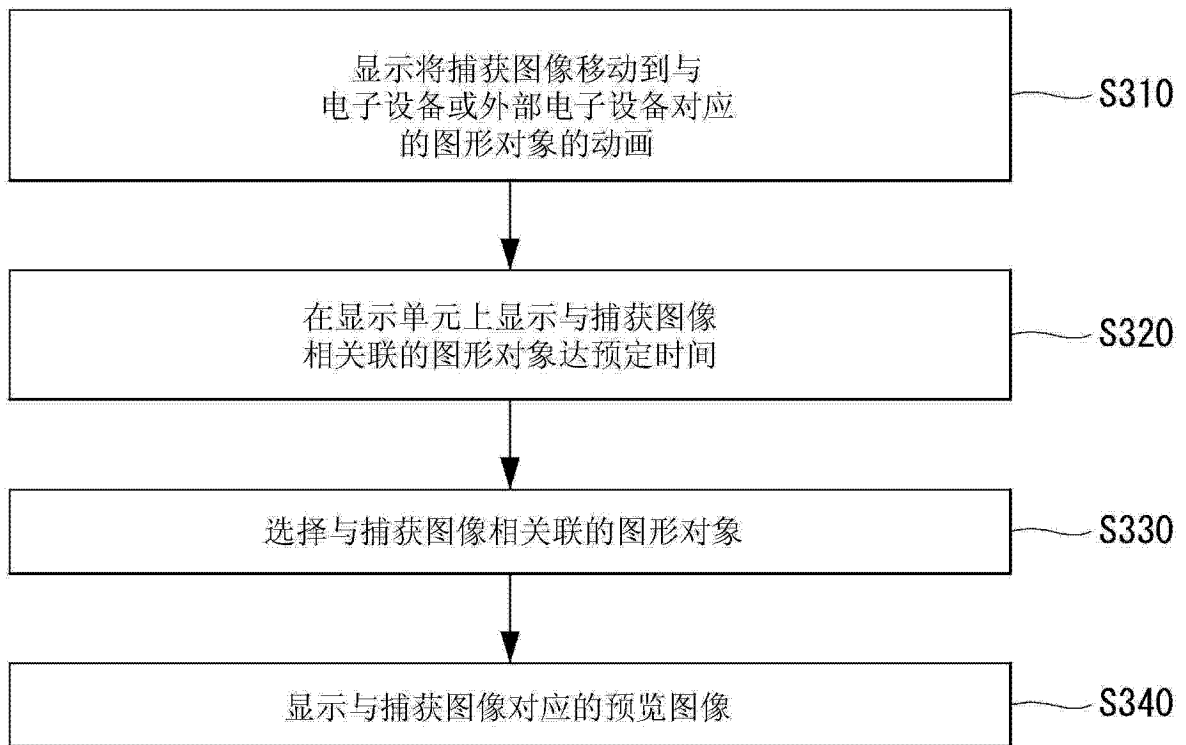 显示将捕获图像移动到与
电子设备或外部电子设备对应
的图形对象的动画
S310
在显示单元上显示与捕获图像
相关联的图形对象达预定时间
S320
选择与捕获图像相关联的图形对象
S330
显示与捕获图像对应的预览图像
S340